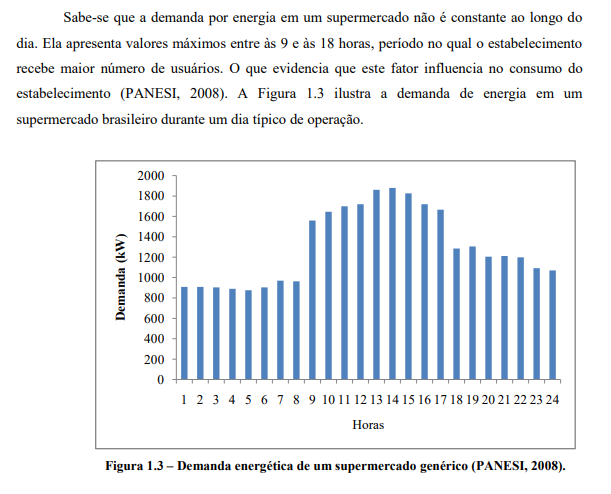 Sabe-se que a demanda por energia em um supermercado não é constante ao longo do
dia. Ela apresenta valores máximos entre às 9 e às 18 horas, período no qual o estabelecimento
recebe maior número de usuários. O que evidencia que este fator influencia no consumo do
estabelecimento (PANESI, 2008). A Figura 1.3 ilustra a demanda de energia em um
supermercado brasileiro durante um dia típico de operação.
2000
1800
1600
1400
1200
1000
800
600
400
200
0
Demanda (kW)
1 2 3 4 5 6 7 8 9 10 11 12 13 14 15 16 17 18 19 20 21 22 23 24
Horas
Figura 1.3 – Demanda energética de um supermercado genérico (PANESI, 2008).